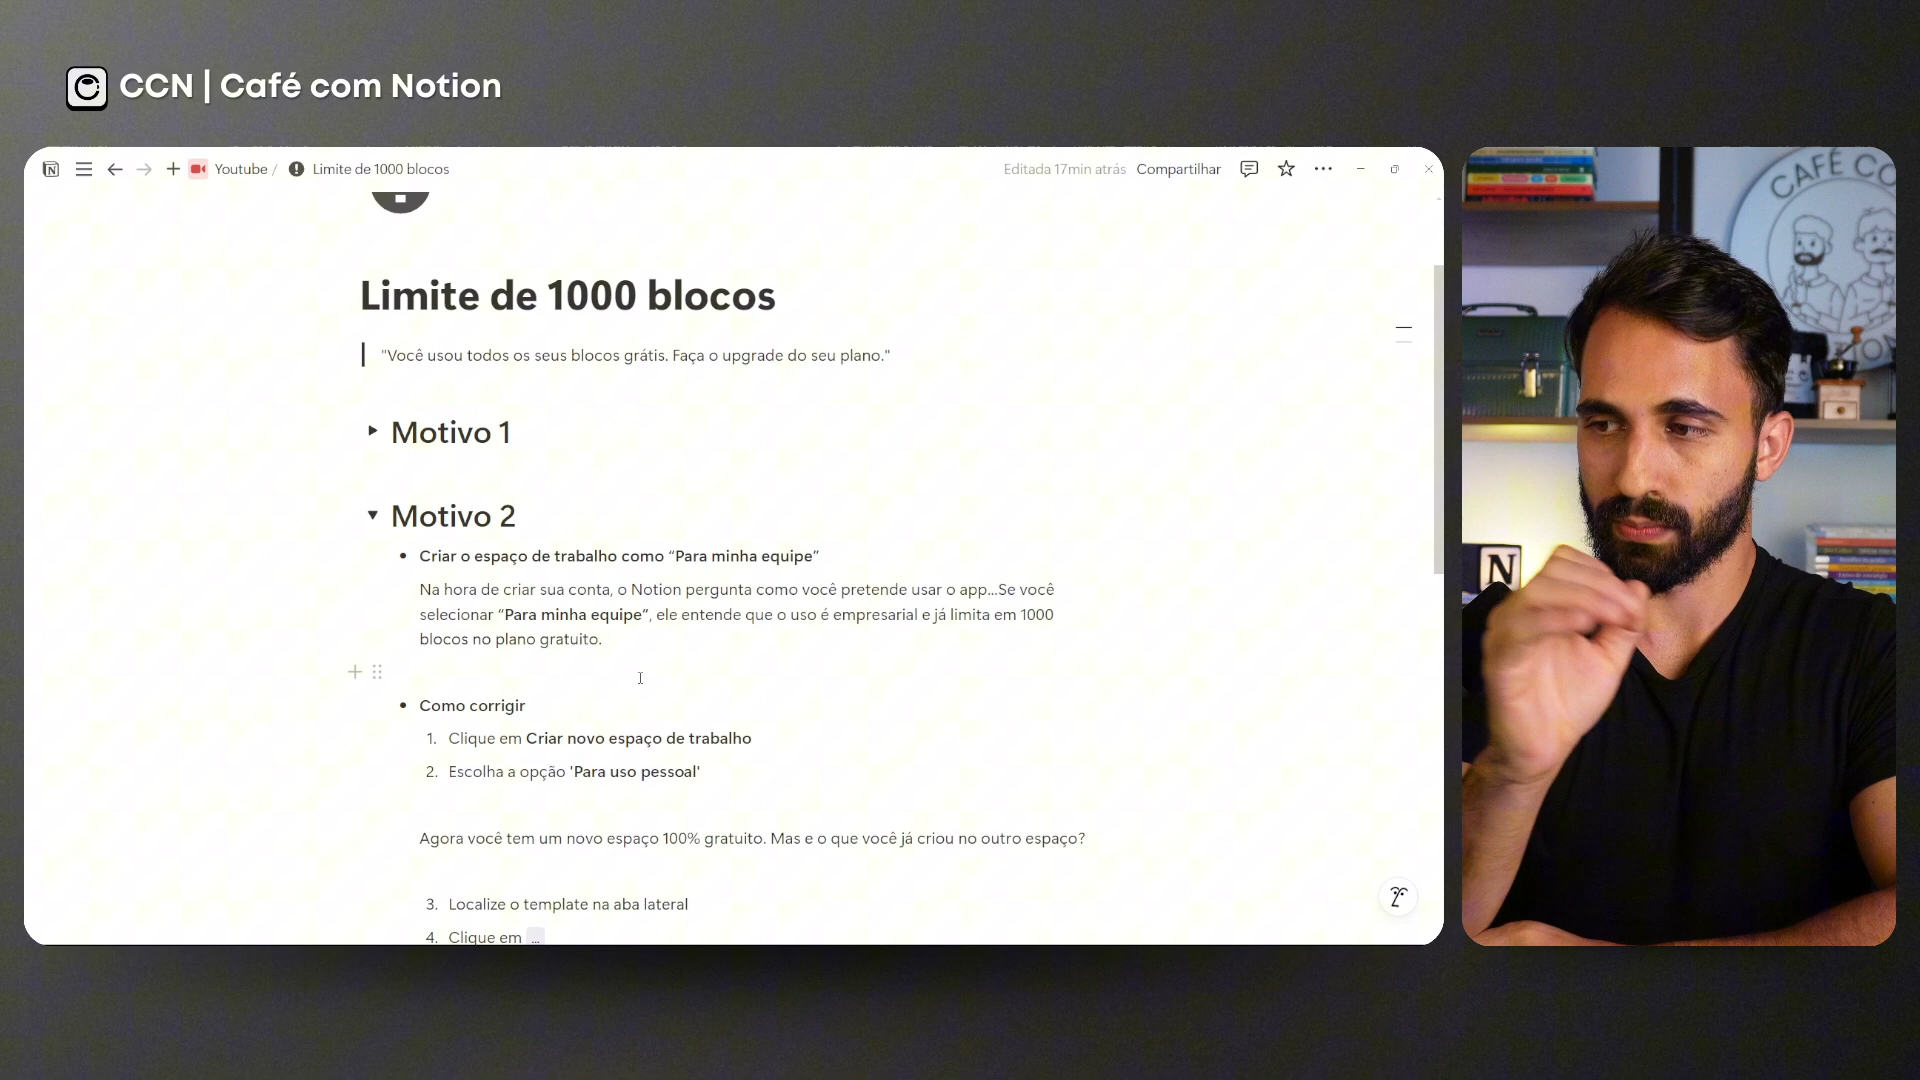 CCN | Café com Notion
Youtube / Limite de 1000 blocos
Editada 17min atrás Compartilhar
Limite de 1000 blocos
"Você usou todos os seus blocos grátis. Faça o upgrade do seu plano."
Motivo 1
Motivo 2
• Criar o espaço de trabalho como “Para minha equipe”
Na hora de criar sua conta, o Notion pergunta como você pretende usar o app...Se você
selecionar “Para minha equipe”, ele entende que o uso é empresarial e já limita em 1000
blocos no plano gratuito.
• Como corrigir
1. Clique em Criar novo espaço de trabalho
2. Escolha a opção 'Para uso pessoal'
Agora você tem um novo espaço 100% gratuito. Mas e o que você já criou no outro espaço?
3. Localize o template na aba lateral
4. Clique em ...
CAFÉ CO
N